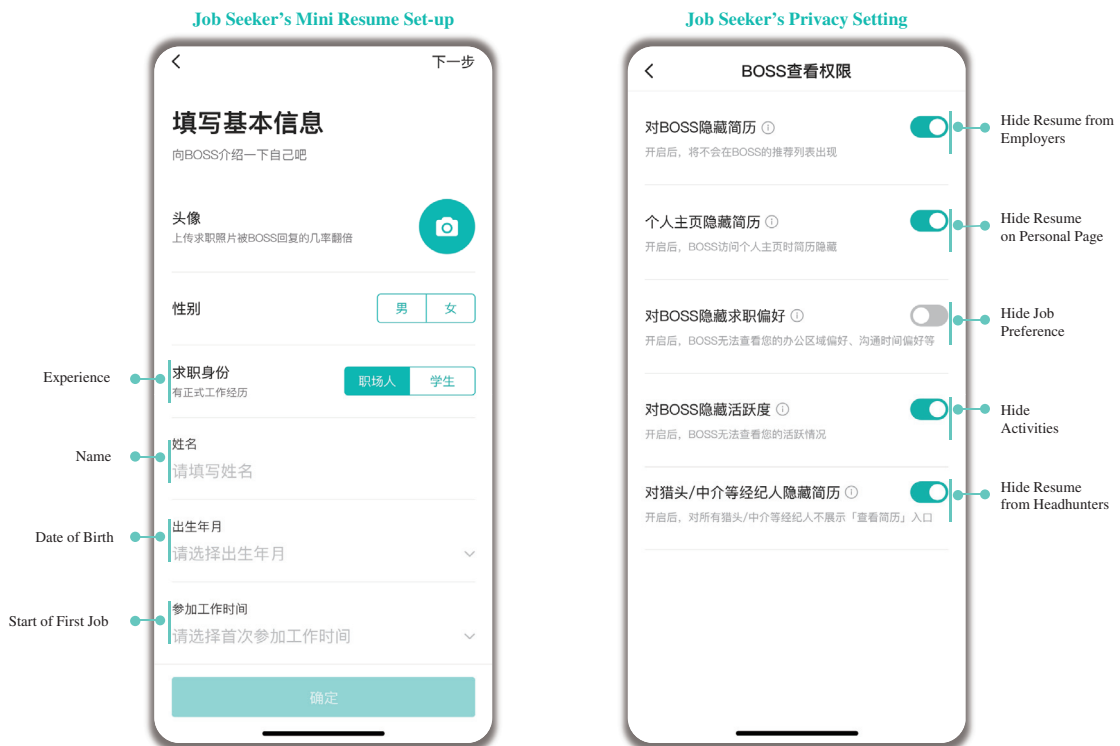 Job Seeker's Mini Resume Set-up
下一步
填写基本信息
向BOSS介绍一下自己吧
头像
上传求职照片被BOSS回复的几率翻倍
性别
男
女
Experience
求职身份
有正式工作经历
职场人
学生
Name
姓名
请填写姓名
Date of Birth
出生年月
请选择出生年月
Start of First Job
参加工作时间
请选择首次参加工作时间
确定
Job Seeker's Privacy Setting
BOSS查看权限
对BOSS隐藏简历
开启后，将不会在BOSS的推荐列表出现
Hide Resume from
Employers
个人主页隐藏简历
开启后，BOSS访问个人主页时简历隐藏
Hide Resume
on Personal Page
对BOSS隐藏求职偏好
开启后，BOSS无法查看您的办公区域偏好、沟通时间偏好等
Hide Job
Preference
对BOSS隐藏活跃度
开启后，BOSS无法查看您的活跃情况
Hide
Activities
对猎头/中介等经纪人隐藏简历
开启后，对所有猎头/中介等经纪人不展示「查看简历」入口
Hide Resume
from Headhunters